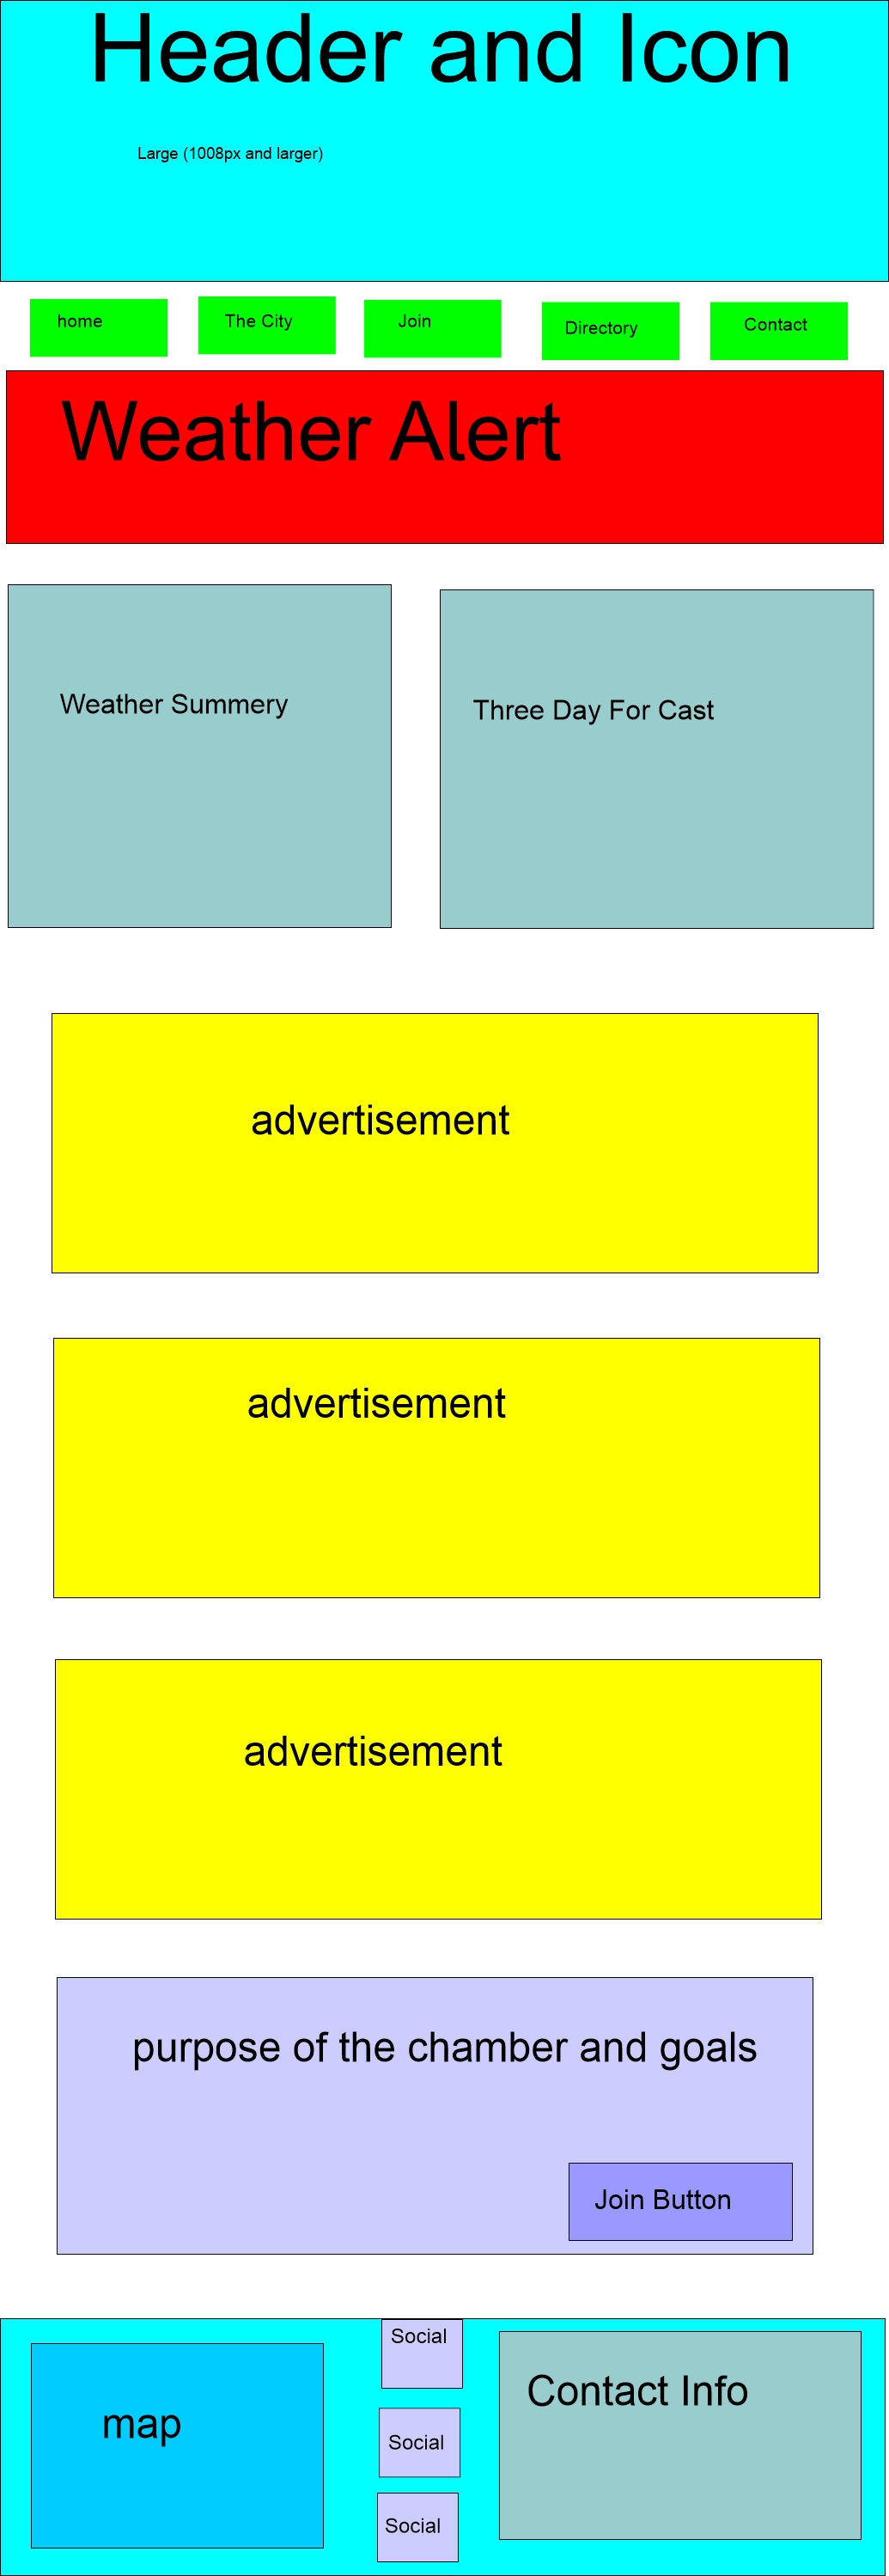 Header and Icon
Large (1008px and larger)
home
The City
Join
Directory
Contact
Weather Alert
Weather Summery
Three Day For Cast
advertisement
advertisement
advertisement
purpose of the chamber and goals
Join Button
map
Social
Social
Social
Contact Info